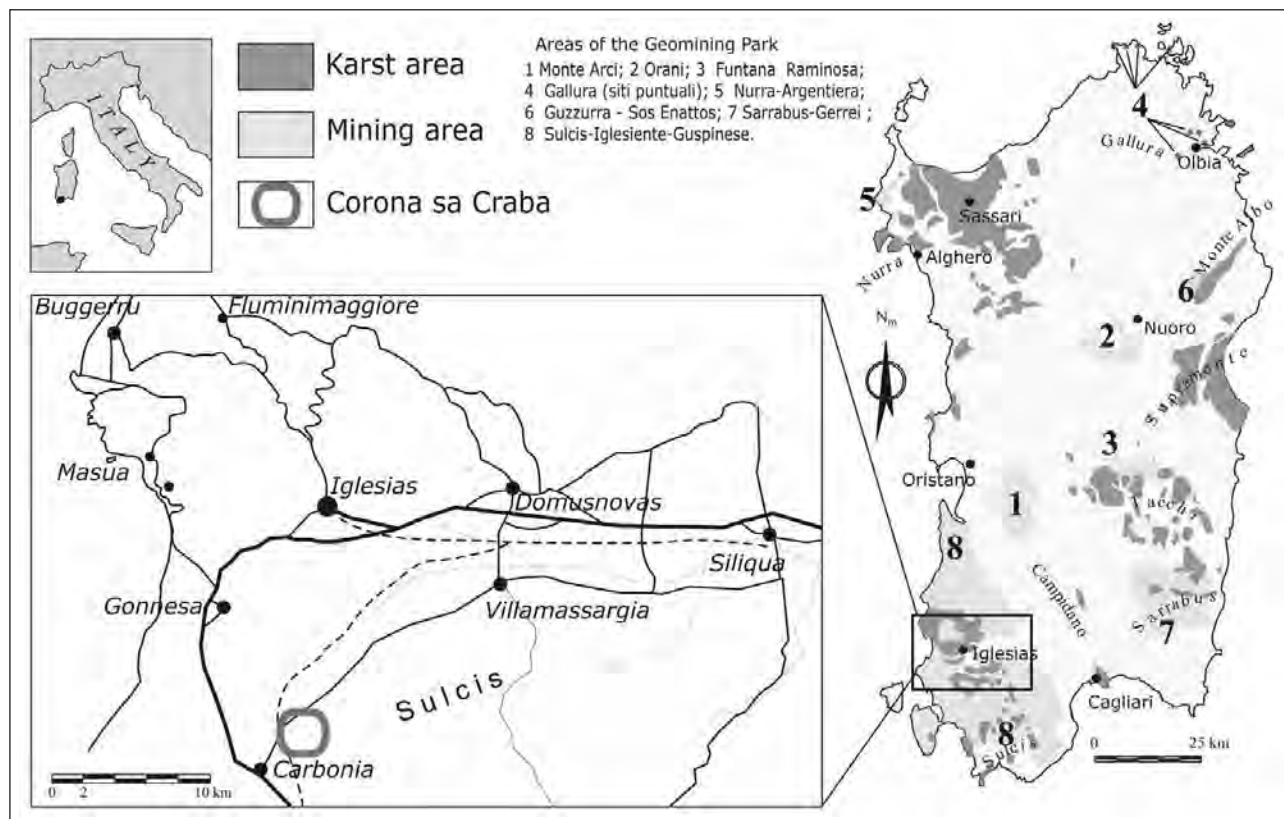 ITALY
Karst area
Mining area
Corona sa Craba
Areas of the Geomining Park
1 Monte Arci; 2 Orani; 3 Funtana Raminosa;
4 Gallura (siti puntuali); 5 Nurra-Argentiera;
6 Guzzurra - Sos Enattos; 7 Sarrabus-Gerrei ;
8 Sulcis-Iglesiente-Guspinese.
4
Gallura
Olbia
5
Sassari
Monte Albo
Nurra
Alghero
6
Nm
2
Nuoro
Supramonte
3
Oristano
1
Tacchi
8
Campidano
Sarrabus
7
Iglesias
Cagliari
8
Sulcis
0 25 km
Buggerru
Fluminimaggiore
Masua
Iglesias
Domusnovas
Siliqua
Gonnesa
Villamassargia
Sulcis
Carbonia
0 2 10 km